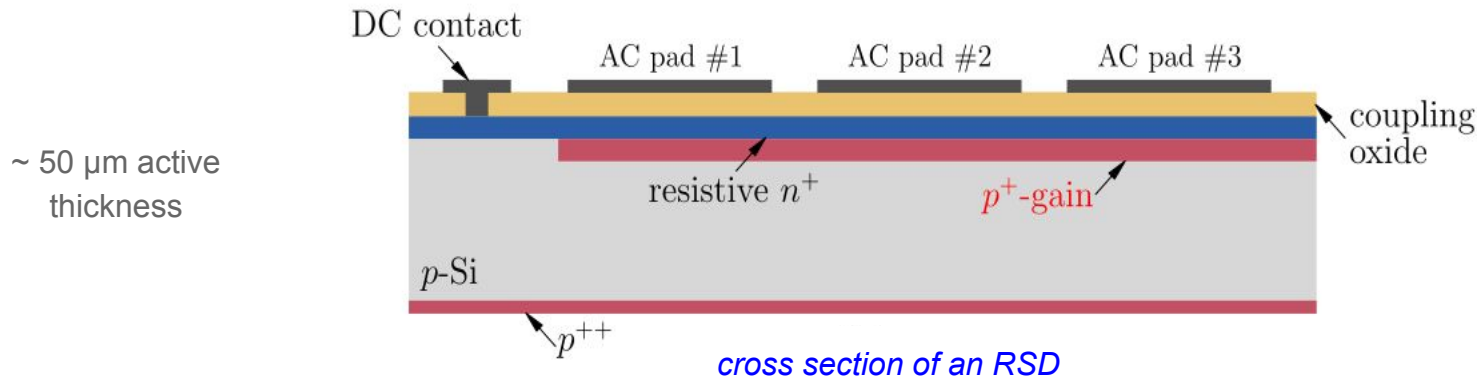 DC contact
AC pad #1
AC pad #2
AC pad #3
coupling
oxide
~ 50 μm active
thickness
resistive n⁺
p⁺-gain
p-Si
p⁺⁺
cross section of an RSD